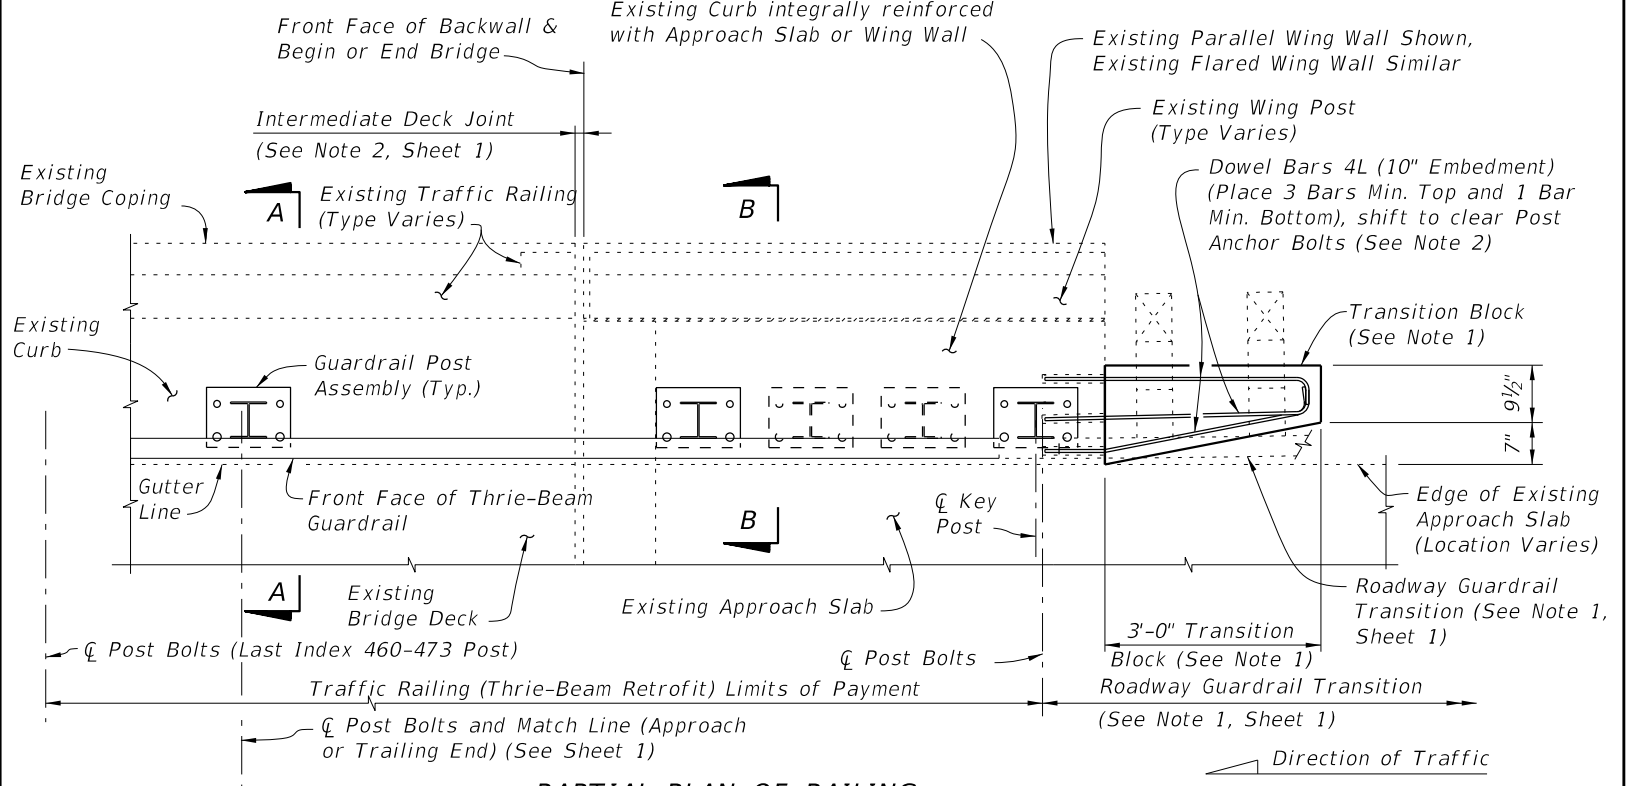 Existing Curb integrally reinforced
with Approach Slab or Wing Wall
Front Face of Backwall &
Begin or End Bridge
Existing Parallel Wing Wall Shown,
Existing Flared Wing Wall Similar
Intermediate Deck Joint
(See Note 2, Sheet 1)
Existing Wing Post
(Type Varies)
Existing
Bridge Coping
A
Existing Traffic Railing
(Type Varies)
B
Dowel Bars 4L (10" Embedment)
(Place 3 Bars Min. Top and 1 Bar
Min. Bottom), shift to clear Post
Anchor Bolts (See Note 2)
Existing
Curb
Guardrail Post
Assembly (Typ.)
Transition Block
(See Note 1)
9½"
7"
Gutter
Line
Front Face of Thrie-Beam
Guardrail
B
℄ Key
Post
Edge of Existing
Approach Slab
(Location Varies)
A
Existing
Bridge Deck
Existing Approach Slab
Roadway Guardrail
Transition (See Note 1,
Sheet 1)
℄ Post Bolts (Last Index 460-473 Post)
℄ Post Bolts
3'-0" Transition
Block (See Note 1)
Traffic Railing (Thrie-Beam Retrofit) Limits of Payment
Roadway Guardrail Transition
(See Note 1, Sheet 1)
℄ Post Bolts and Match Line (Approach
or Trailing End) (See Sheet 1)
Direction of Traffic
PARTIAL PLAN OF RAILING